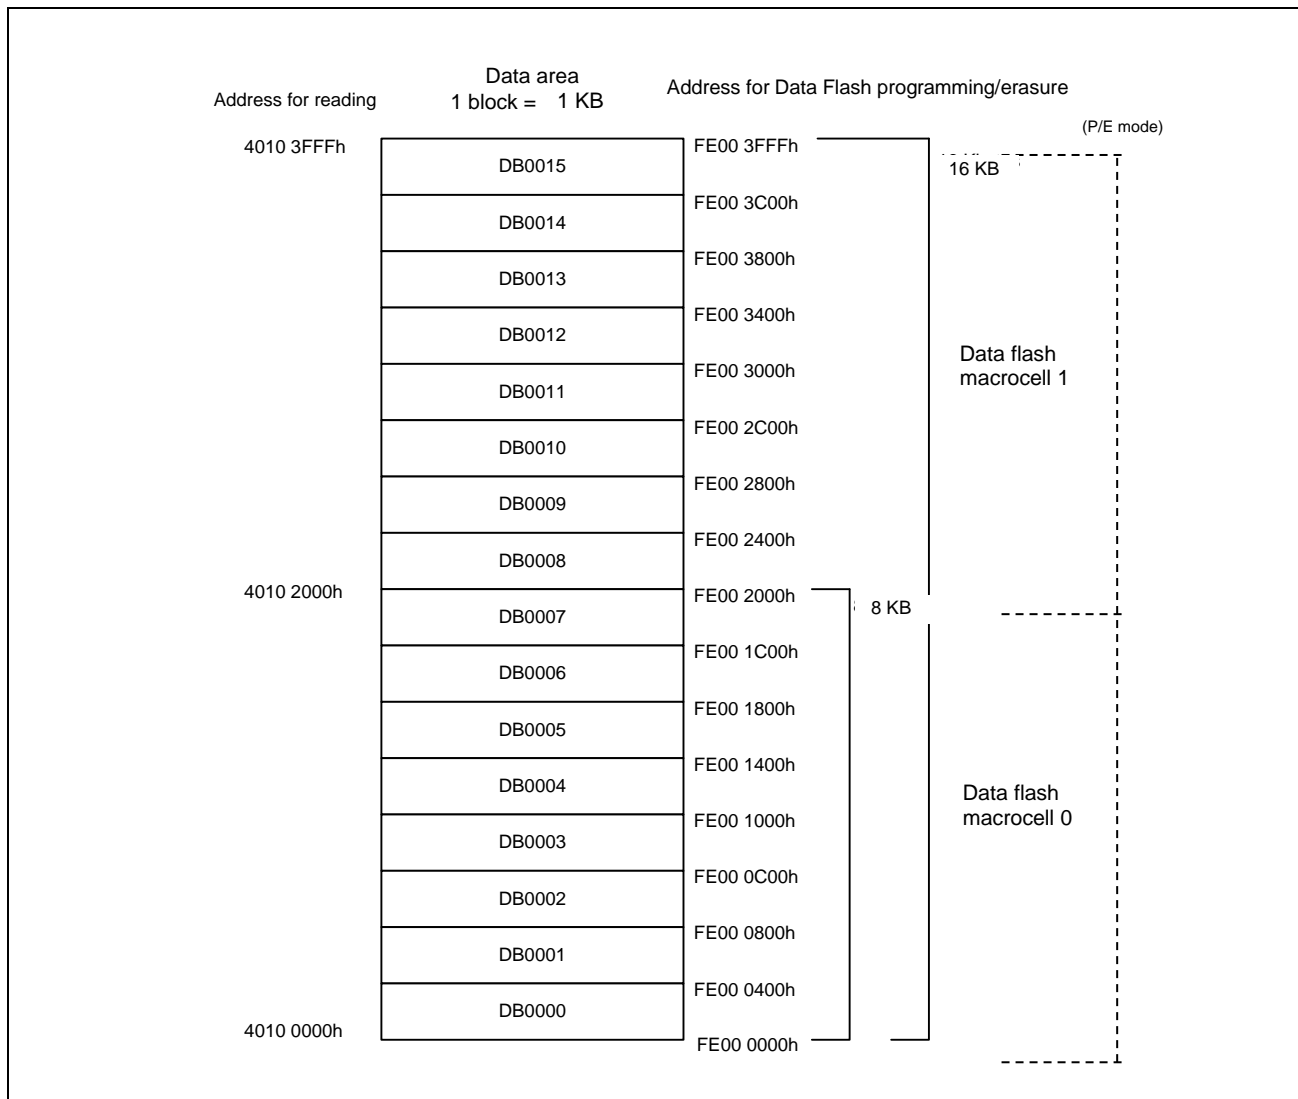 Data area
Address for reading
1 block = 1 KB
Address for Data Flash programming/erasure
(P/E mode)
4010 3FFFh
FE00 3FFFh
DB0015
16 KB
FE00 3C00h
DB0014
FE00 3800h
DB0013
FE00 3400h
DB0012
Data flash
macrocell 1
FE00 3000h
DB0011
FE00 2C00h
DB0010
FE00 2800h
DB0009
FE00 2400h
DB0008
4010 2000h
FE00 2000h
8 KB
DB0007
FE00 1C00h
DB0006
FE00 1800h
DB0005
FE00 1400h
DB0004
Data flash
macrocell 0
FE00 1000h
DB0003
FE00 0C00h
DB0002
FE00 0800h
DB0001
FE00 0400h
DB0000
4010 0000h
FE00 0000h